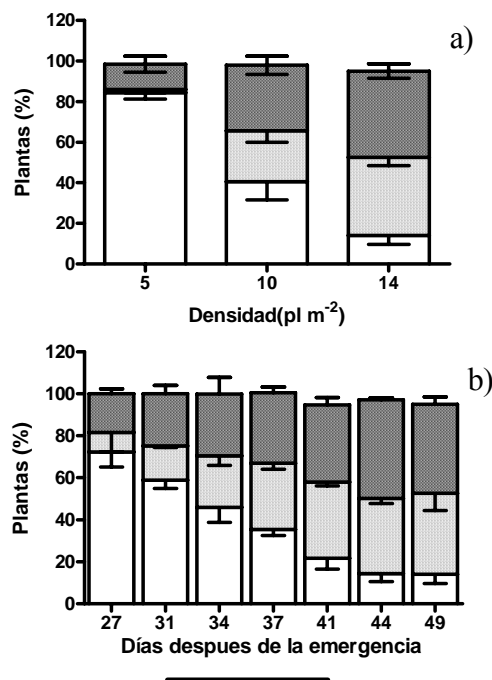 a)
120
100
80
60
40
20
0
Plantas (%)
5 10 14
Densidad(pl m⁻²)
b)
120
100
80
60
40
20
0
Plantas (%)
27 31 34 37 41 44 49
Días despues de la emergencia